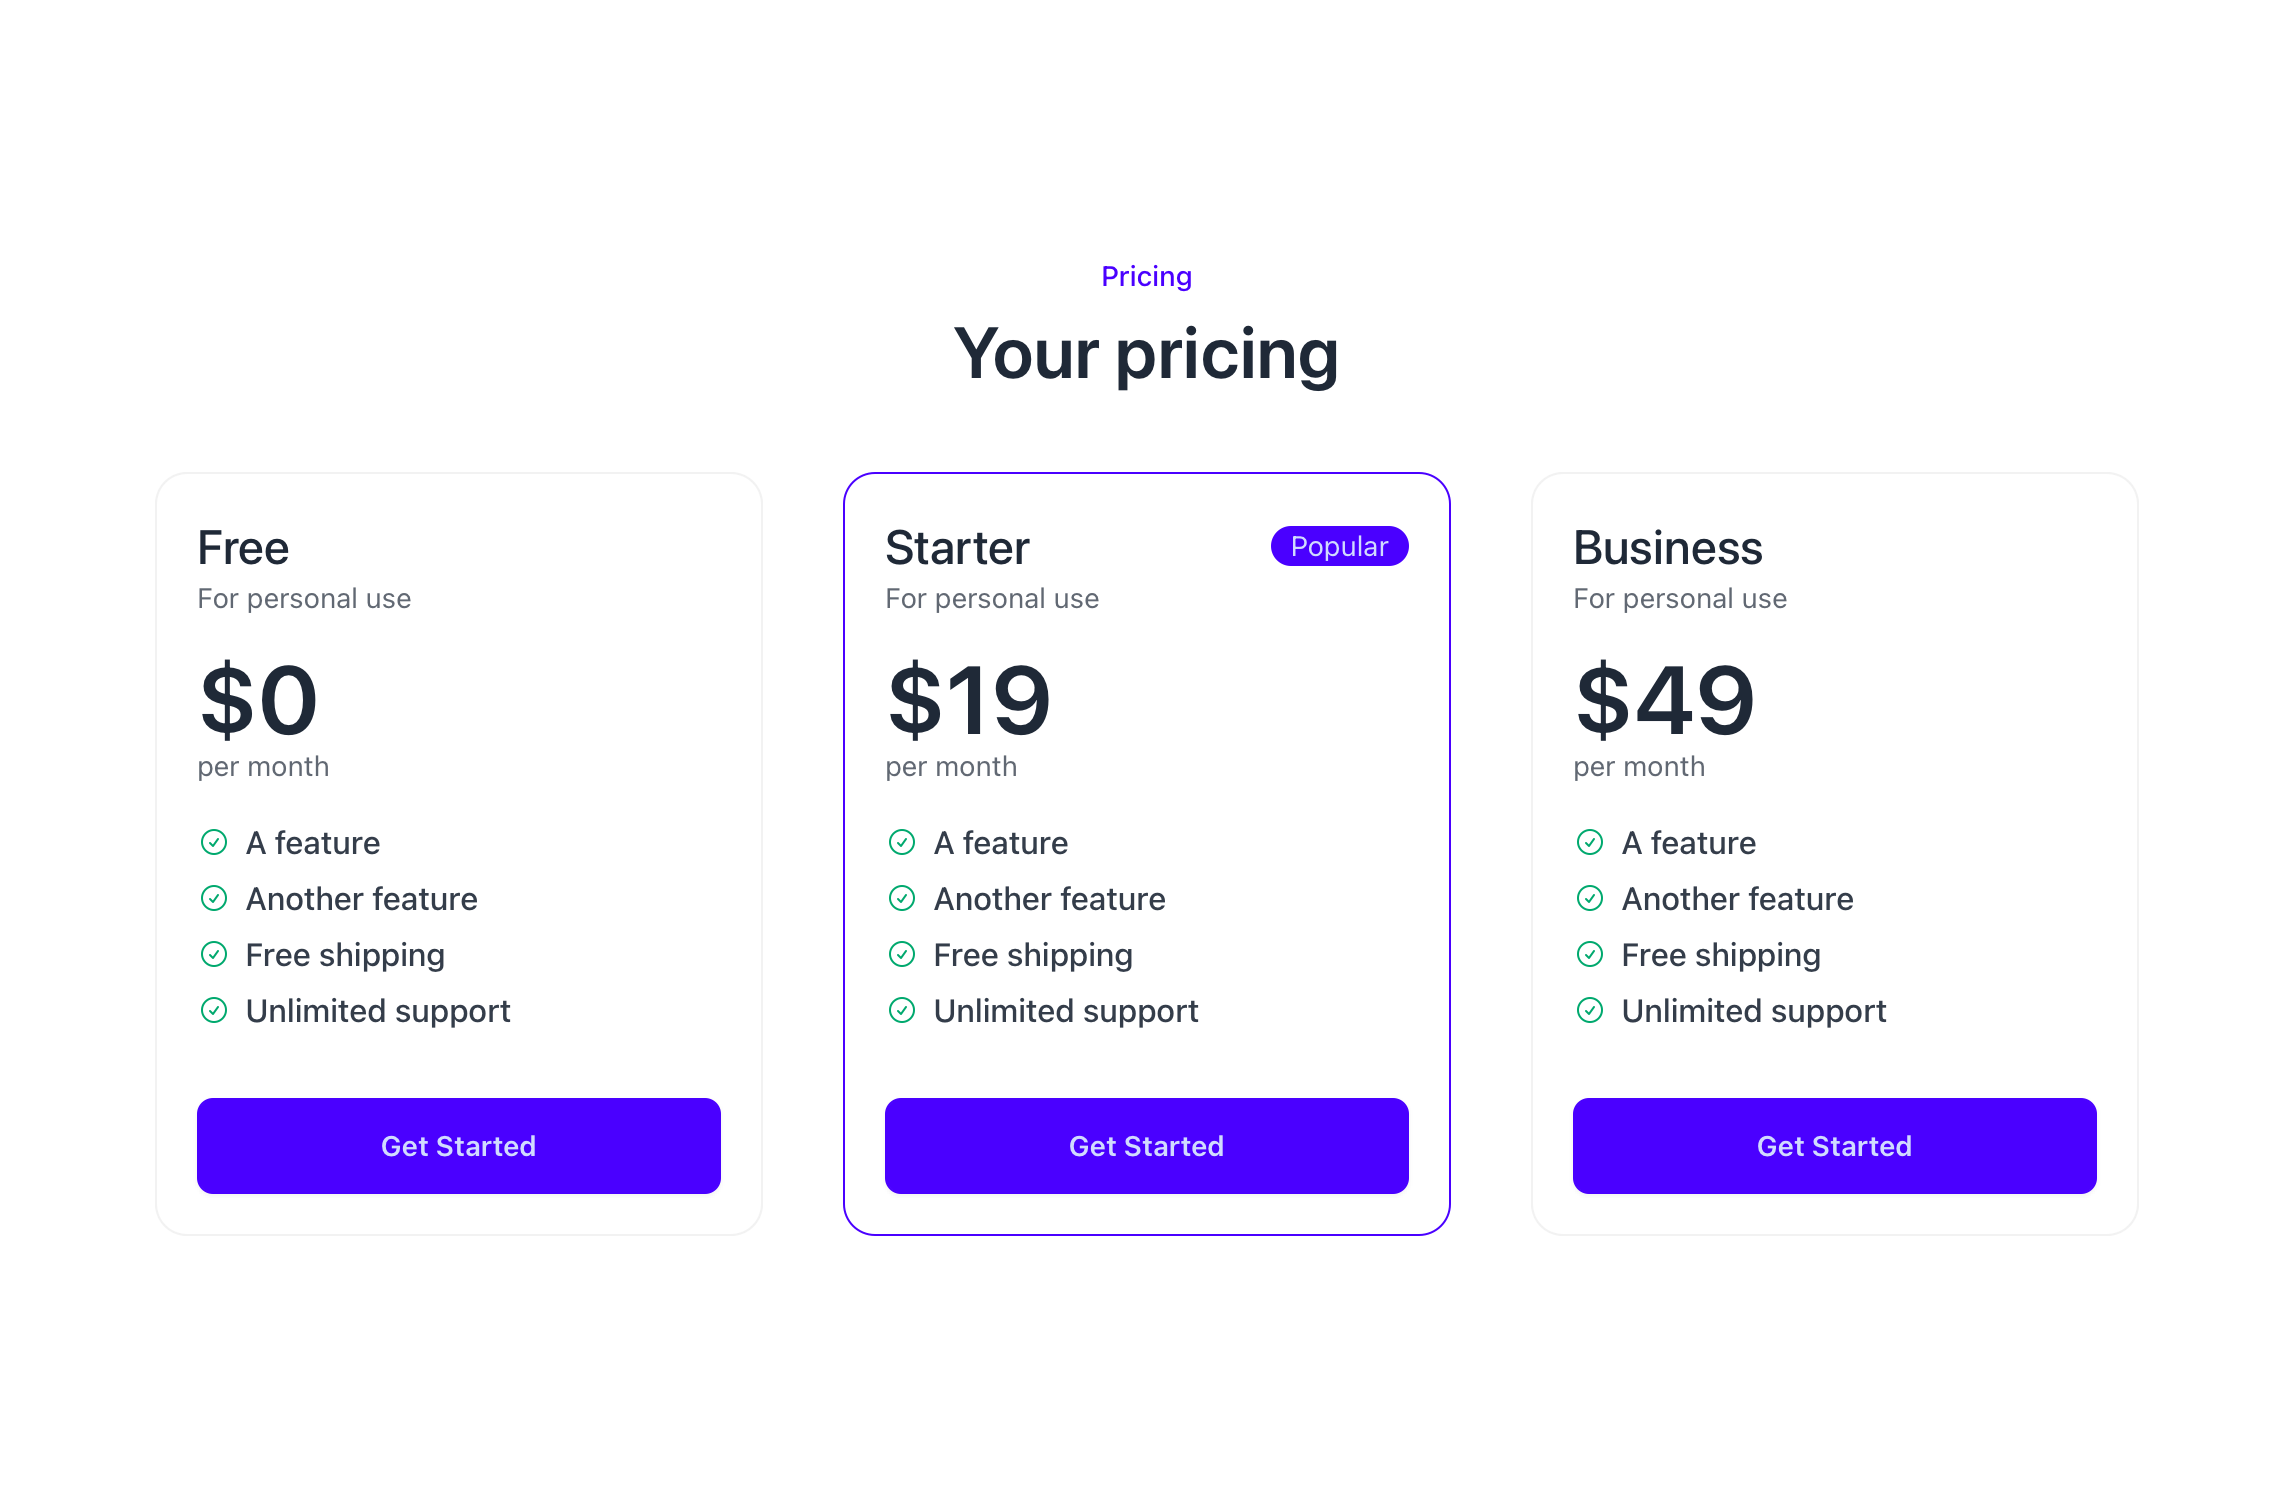 Pricing
Your pricing
Free
For personal use
$0
per month
A feature
Another feature
Free shipping
Unlimited support
Get Started
Starter
Popular
For personal use
$19
per month
A feature
Another feature
Free shipping
Unlimited support
Get Started
Business
For personal use
$49
per month
A feature
Another feature
Free shipping
Unlimited support
Get Started